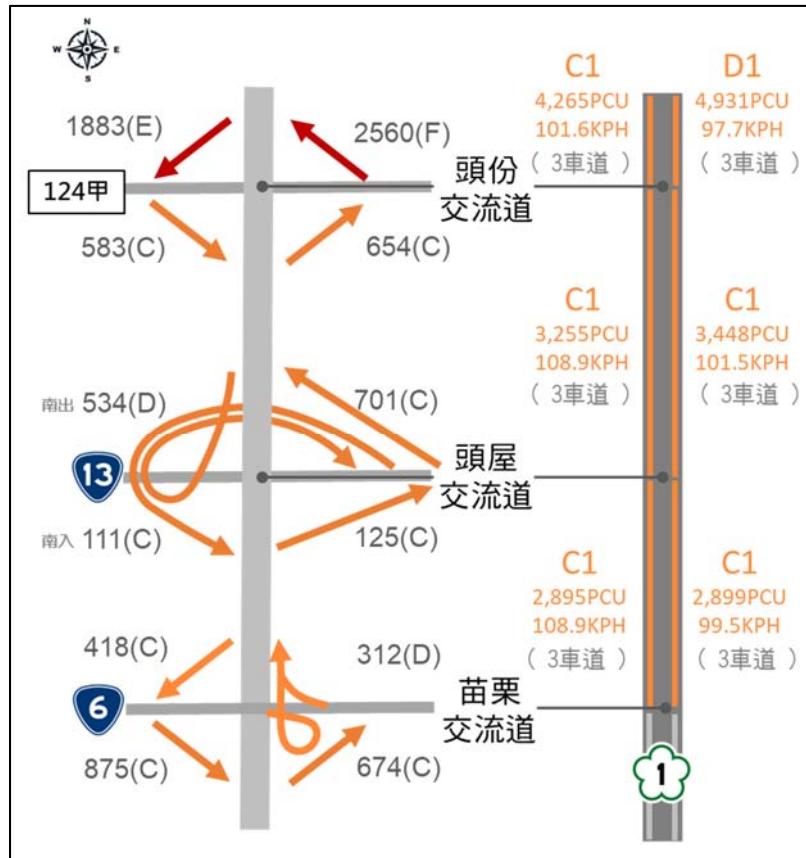 N
W E
S
C1
4,265PCU
101.6KPH
( 3車道 )
D1
4,931PCU
97.7KPH
( 3車道 )
1883(E)
2560(F)
124甲
頭份
交流道
583(C)
654(C)
C1
3,255PCU
108.9KPH
( 3車道 )
C1
3,448PCU
101.5KPH
( 3車道 )
南出 534(D)
701(C)
13
頭屋
交流道
南入 111(C)
125(C)
C1
2,895PCU
108.9KPH
( 3車道 )
C1
2,899PCU
99.5KPH
( 3車道 )
418(C)
312(D)
6
苗栗
交流道
875(C)
674(C)
1